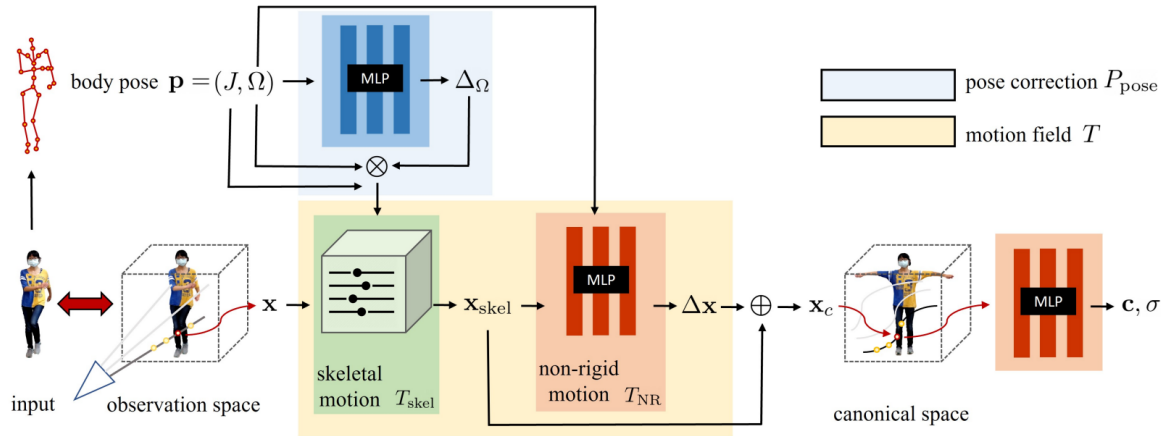 body pose p = (J, Ω)
MLP
Δ_Ω
⊗
pose correction P_pose
motion field T
x
x_skel
MLP
Δx
⊕
x_c
MLP
c, σ
skeletal
motion T_skel
non-rigid
motion T_NR
input
observation space
canonical space